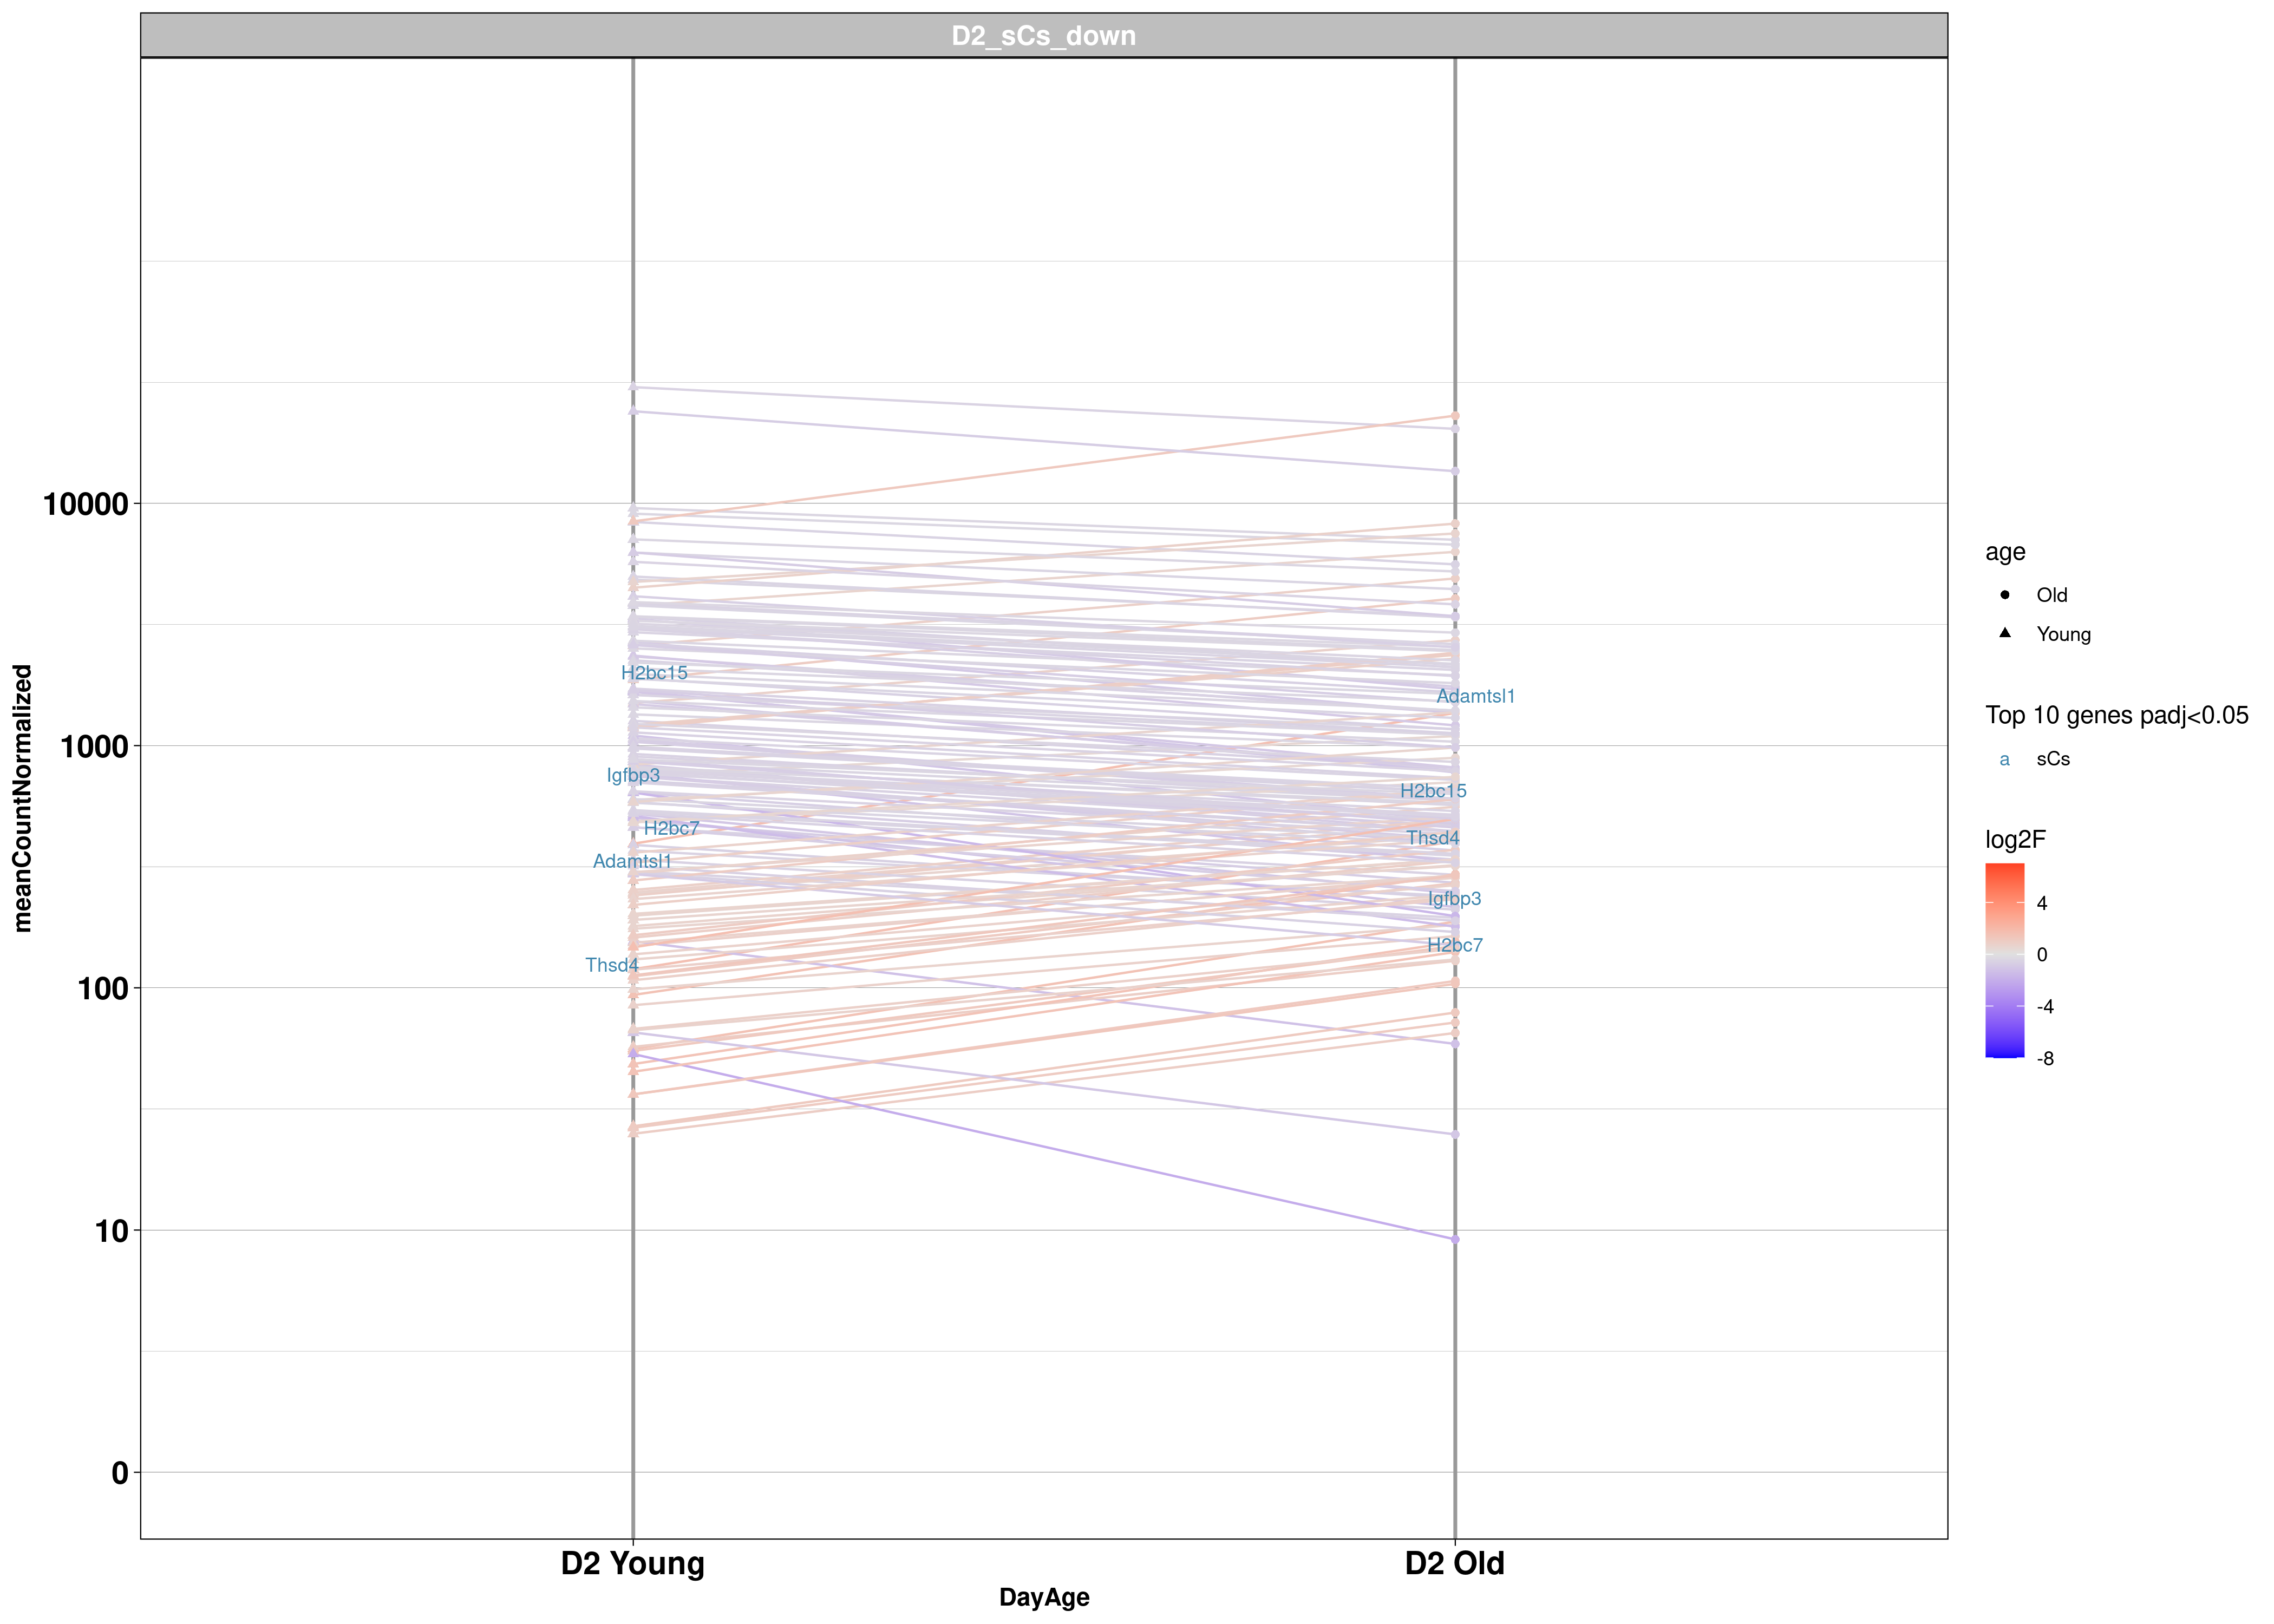 D2_sCs_down
meanCountNormalized
10000
1000
100
10
0
H2bc15
Igfbp3
H2bc7
Adamtsl1
Thsd4
Adamtsl1
H2bc15
Thsd4
Igfbp3
H2bc7
D2 Young
D2 Old
DayAge
age
Old
Young
Top 10 genes padj<0.05
a sCs
log2F
4
0
-4
-8